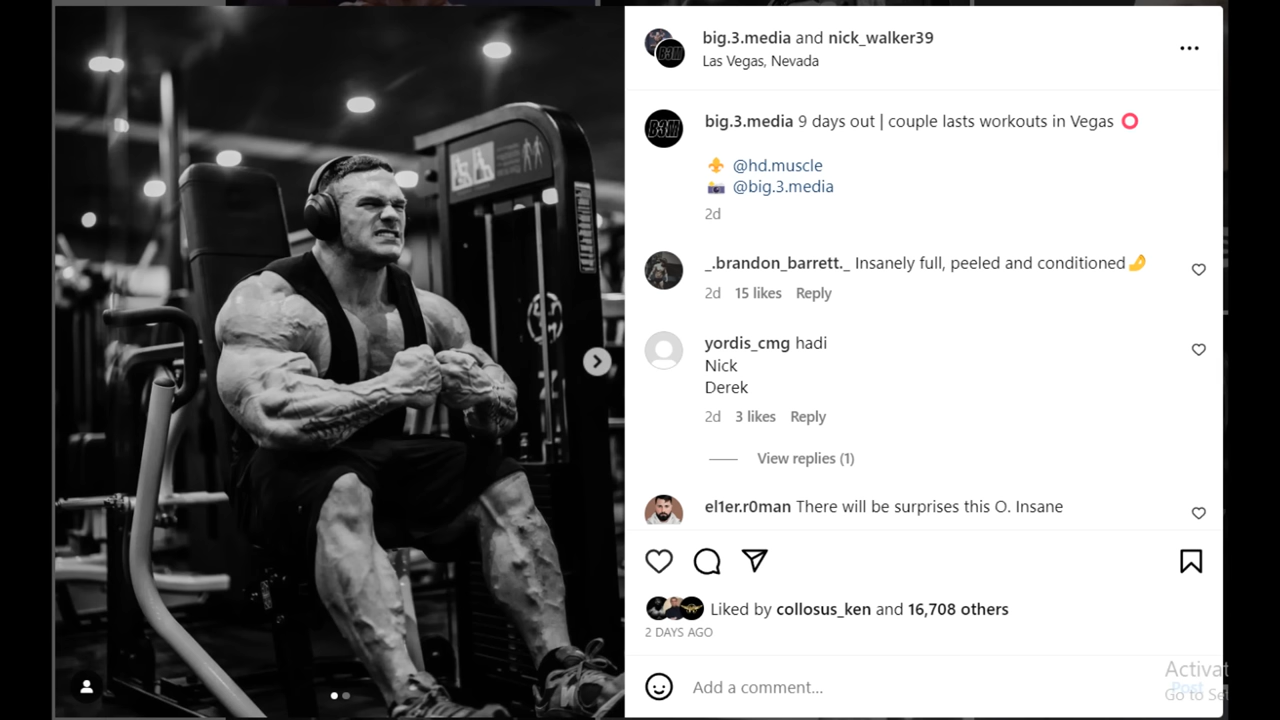 big.3.media and nick_walker39
Las Vegas, Nevada
big.3.media 9 days out | couple lasts workouts in Vegas ⭕
⚜️ @hd.muscle
📸 @big.3.media
2d
_.brandon_barrett._ Insanely full, peeled and conditioned🤌
2d 15 likes Reply
yordis_cmg hadi
Nick
Derek
2d 3 likes Reply
View replies (1)
el1er.r0man There will be surprises this O. Insane
Liked by collosus_ken and 16,708 others
2 DAYS AGO
Add a comment...
Activat
Post
Go to Set